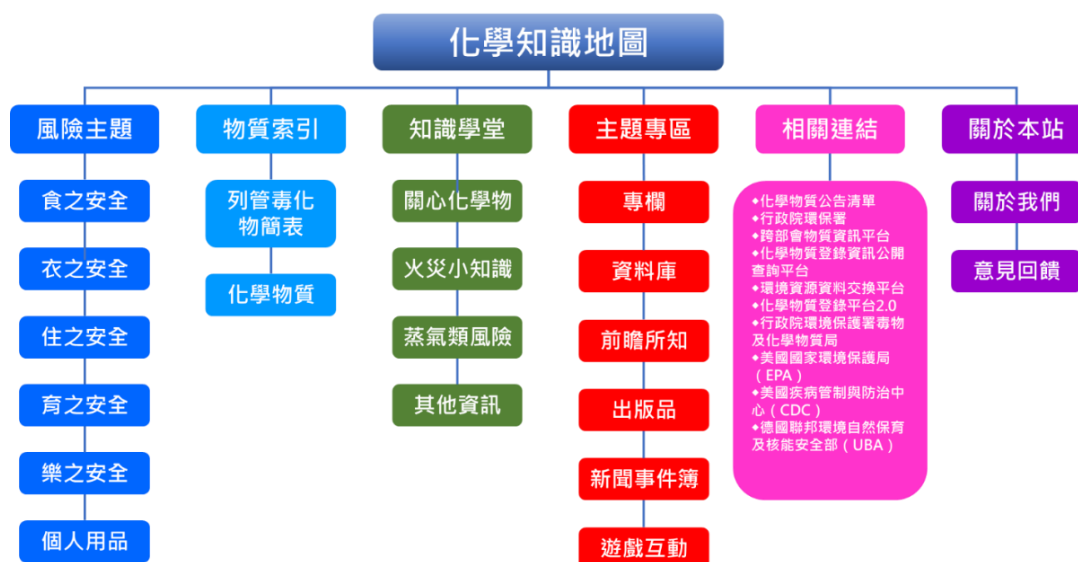 化學知識地圖
風險主題
食之安全
衣之安全
住之安全
育之安全
樂之安全
個人用品
物質索引
列管毒化
物簡表
化學物質
知識學堂
關心化學物
火災小知識
蒸氣類風險
其他資訊
主題專區
專欄
資料庫
前瞻所知
出版品
新聞事件簿
遊戲互動
相關連結
◆化學物質公告清單
◆行政院環保署
◆跨部會物質資訊平台
◆化學物質登錄資訊公開
查詢平台
◆環境資源資料交換平台
◆化學物質登錄平台2.0
◆行政院環境保護署毒物
及化學物質局
◆美國國家環境保護局
（EPA）
◆美國疾病管制與防治中
心（CDC）
◆德國聯邦環境自然保育
及核能安全部（UBA）
關於本站
關於我們
意見回饋